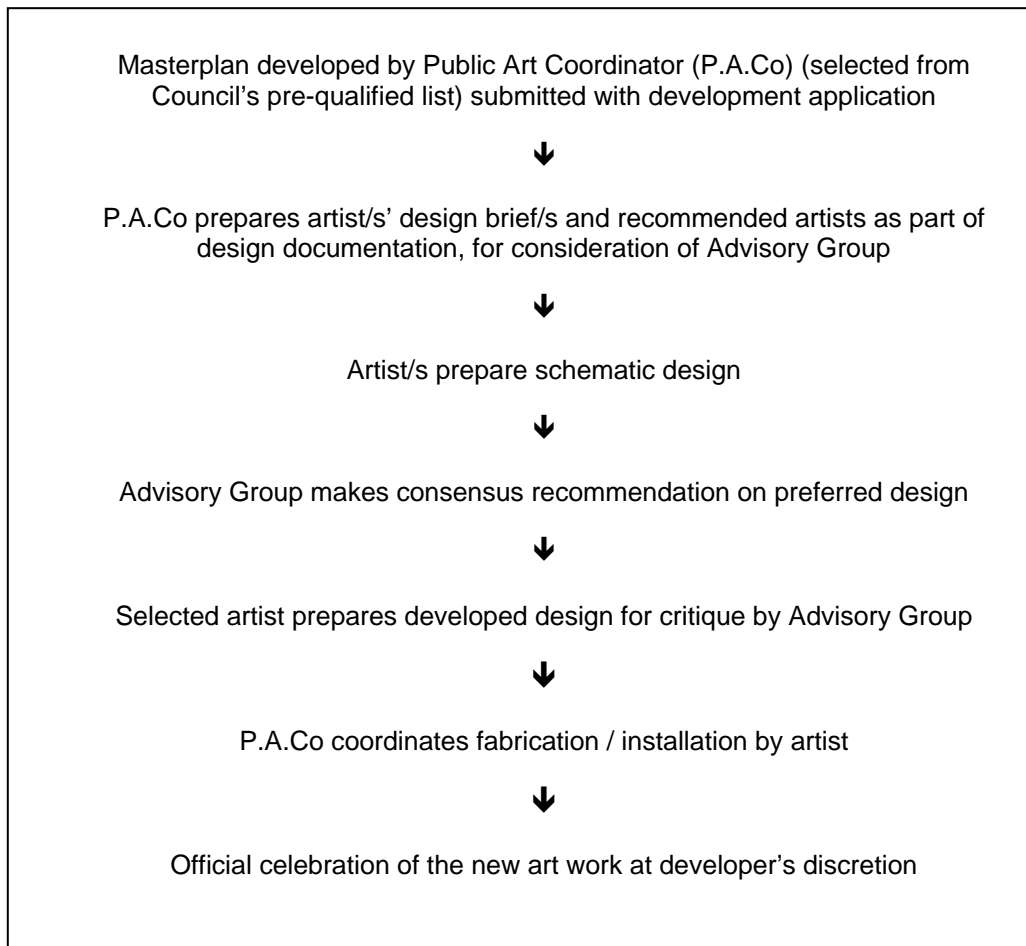 Masterplan developed by Public Art Coordinator (P.A.Co) (selected from
Council’s pre-qualified list) submitted with development application
P.A.Co prepares artist/s’ design brief/s and recommended artists as part of
design documentation, for consideration of Advisory Group
Artist/s prepare schematic design
Advisory Group makes consensus recommendation on preferred design
Selected artist prepares developed design for critique by Advisory Group
P.A.Co coordinates fabrication / installation by artist
Official celebration of the new art work at developer’s discretion